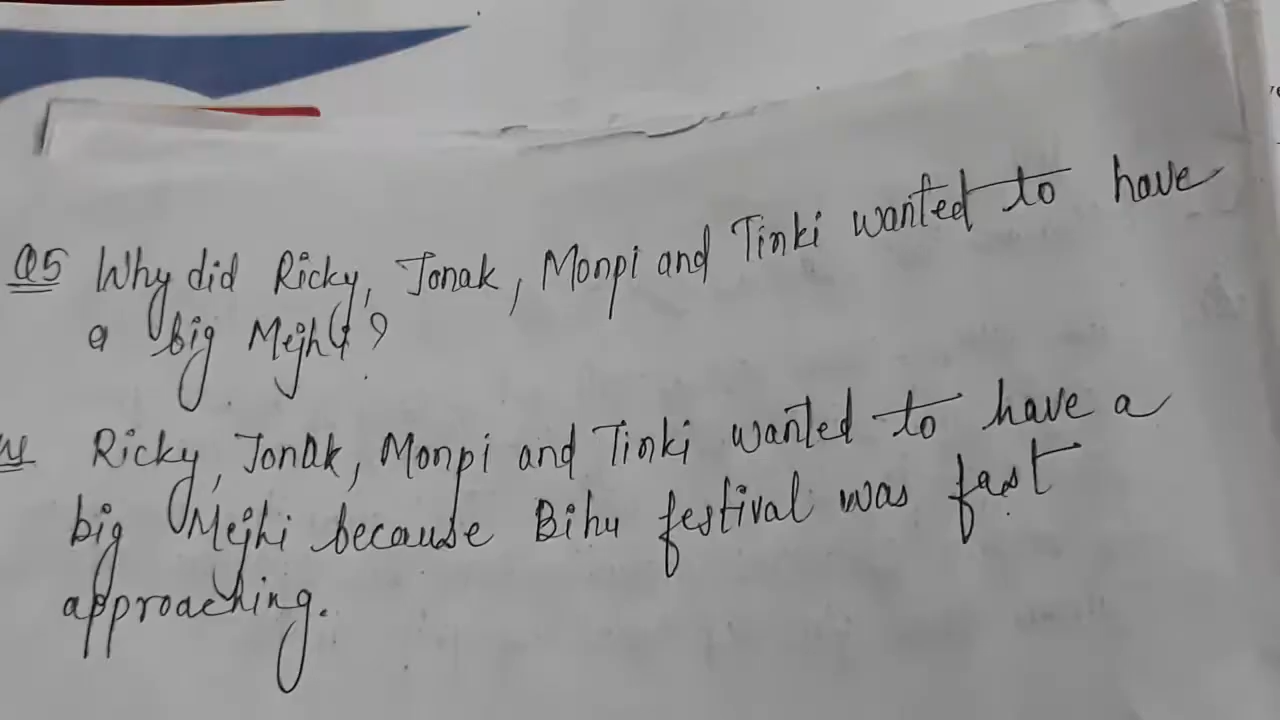 Q5 Why did Ricky, Jonak, Monpi and Tinki wanted to have
a big Mejhi?
Ricky, Jonak, Monpi and Tinki wanted to have a
big Mejhi because Bihu festival was fast
approaching.